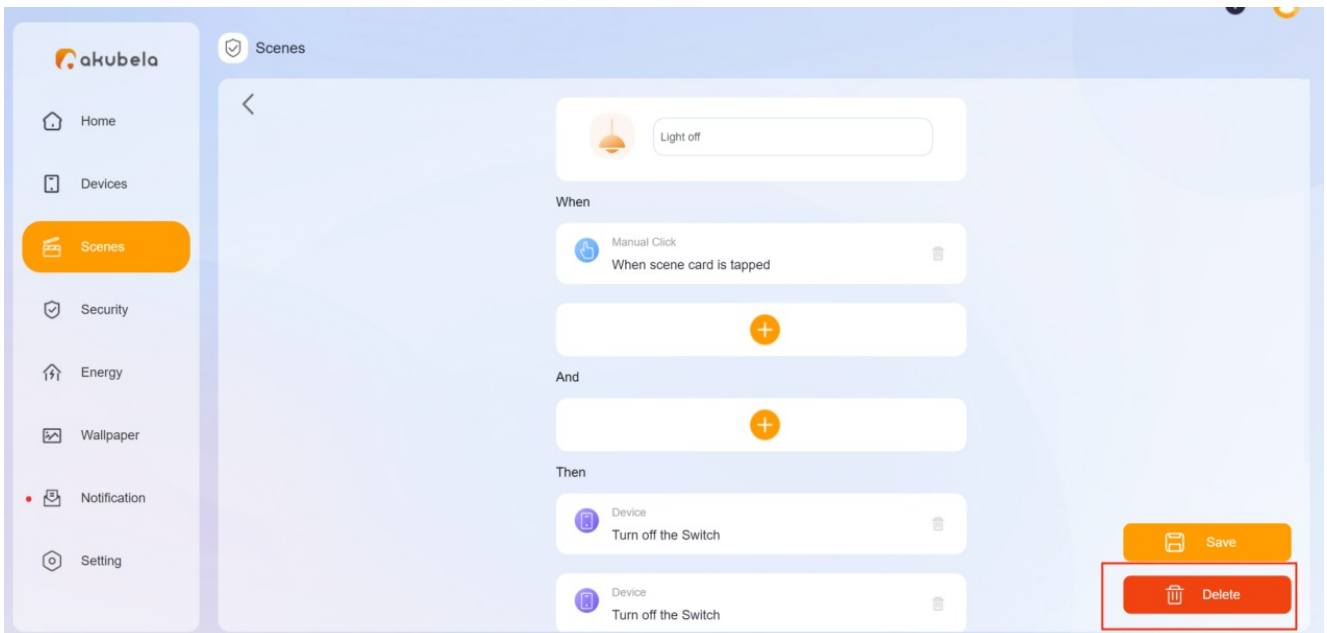 akubela
Home
Devices
Scenes
Security
Energy
Wallpaper
Notification
Setting
Scenes
Light off
When
Manual Click
When scene card is tapped
And
Then
Device
Turn off the Switch
Device
Turn off the Switch
Save
Delete